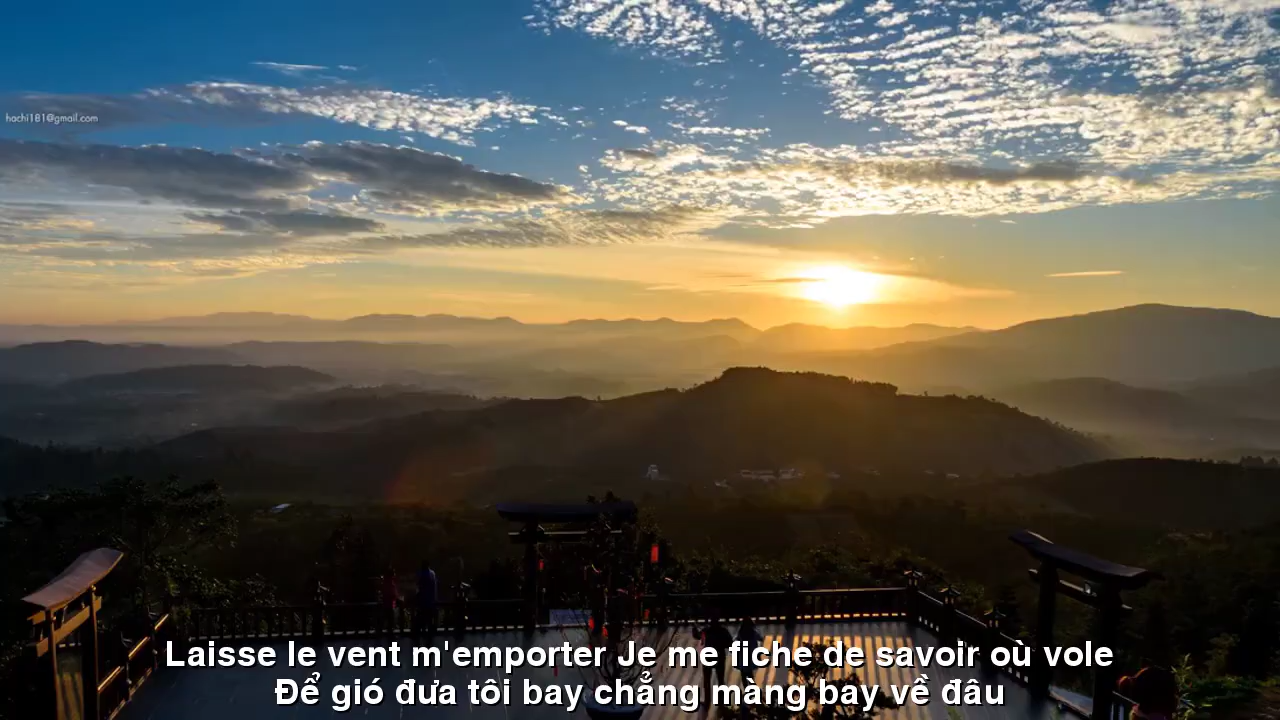 hachi181@gmail.com
Laisse le vent m'emporter Je me fiche de savoir où vole
Để gió đưa tôi bay chẳng màng bay về đâu